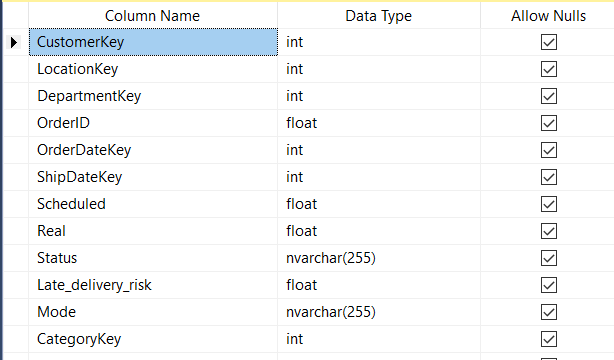 Column Name Data Type Allow Nulls
CustomerKey int
LocationKey int
DepartmentKey int
OrderID float
OrderDateKey int
ShipDateKey int
Scheduled float
Real float
Status nvarchar(255)
Late_delivery_risk float
Mode nvarchar(255)
CategoryKey int